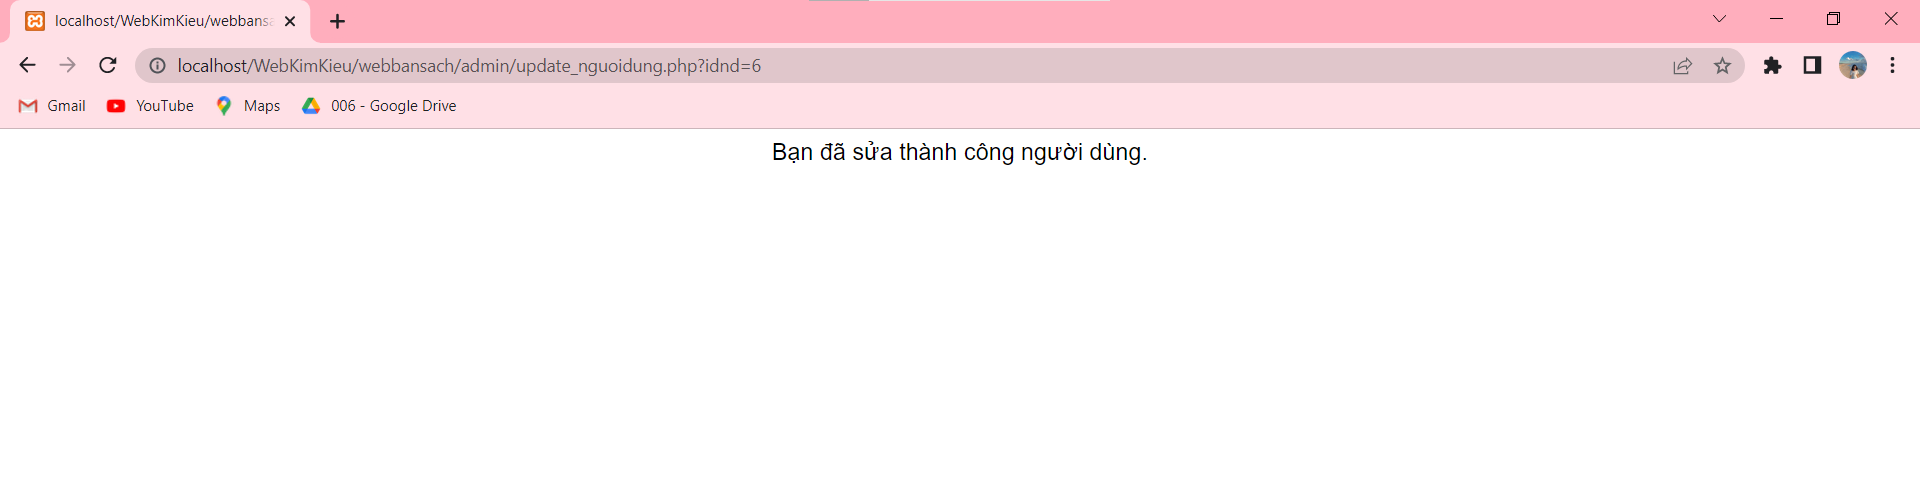 localhost/WebKimKieu/webbansa
localhost/WebKimKieu/webbansach/admin/update_nguoidung.php?idnd=6
Gmail
YouTube
Maps
006 - Google Drive
Bạn đã sửa thành công người dùng.